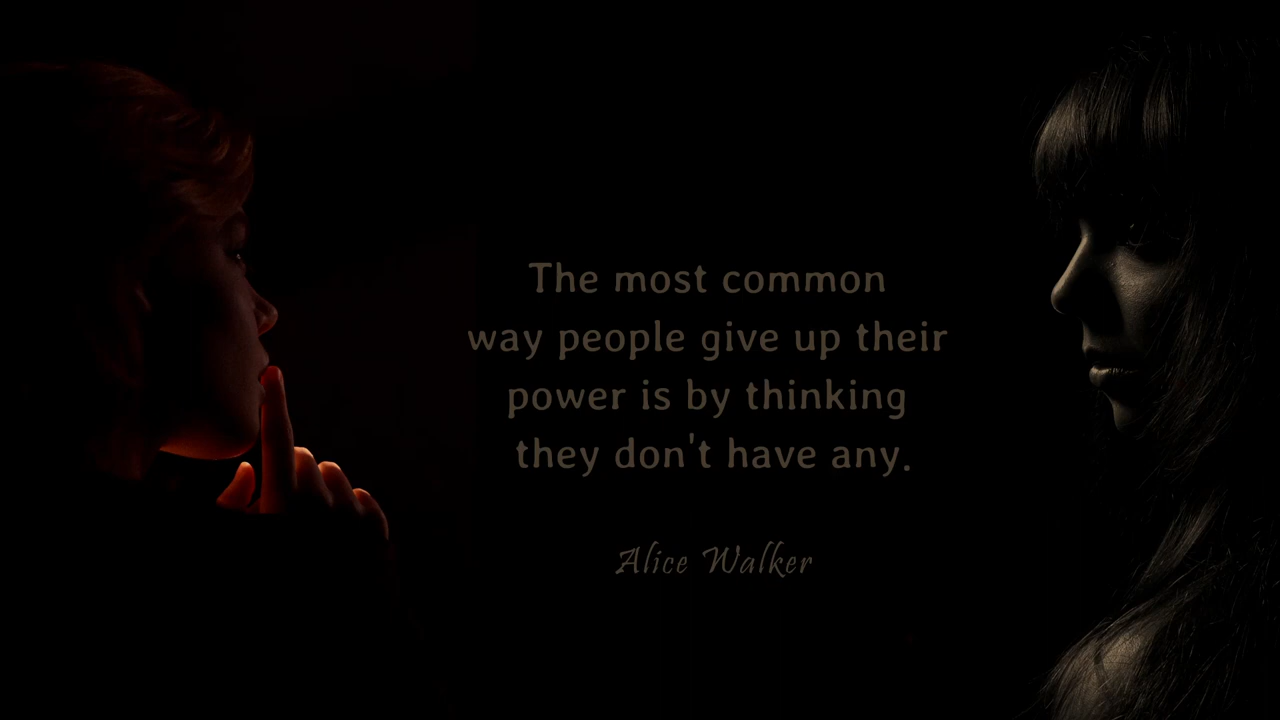 The most common
way people give up their
power is by thinking
they don't have any.
Alice Walker